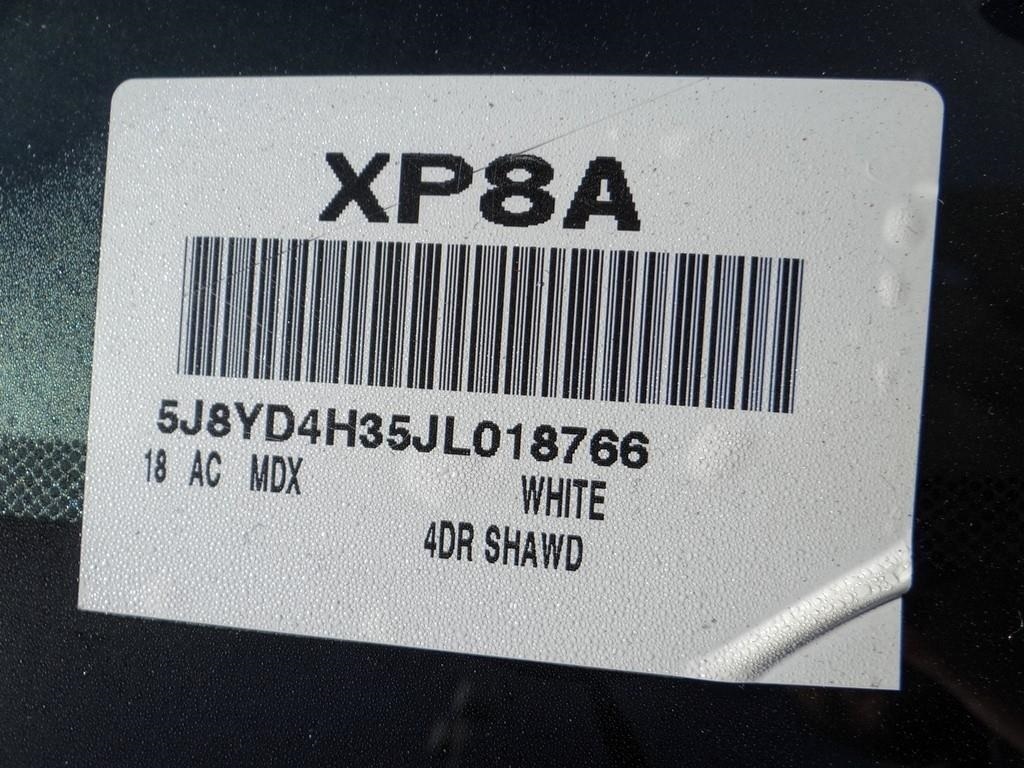 XP8A
5J8YD4H35JL018766
18 AC MDX WHITE
4DR SHAWD